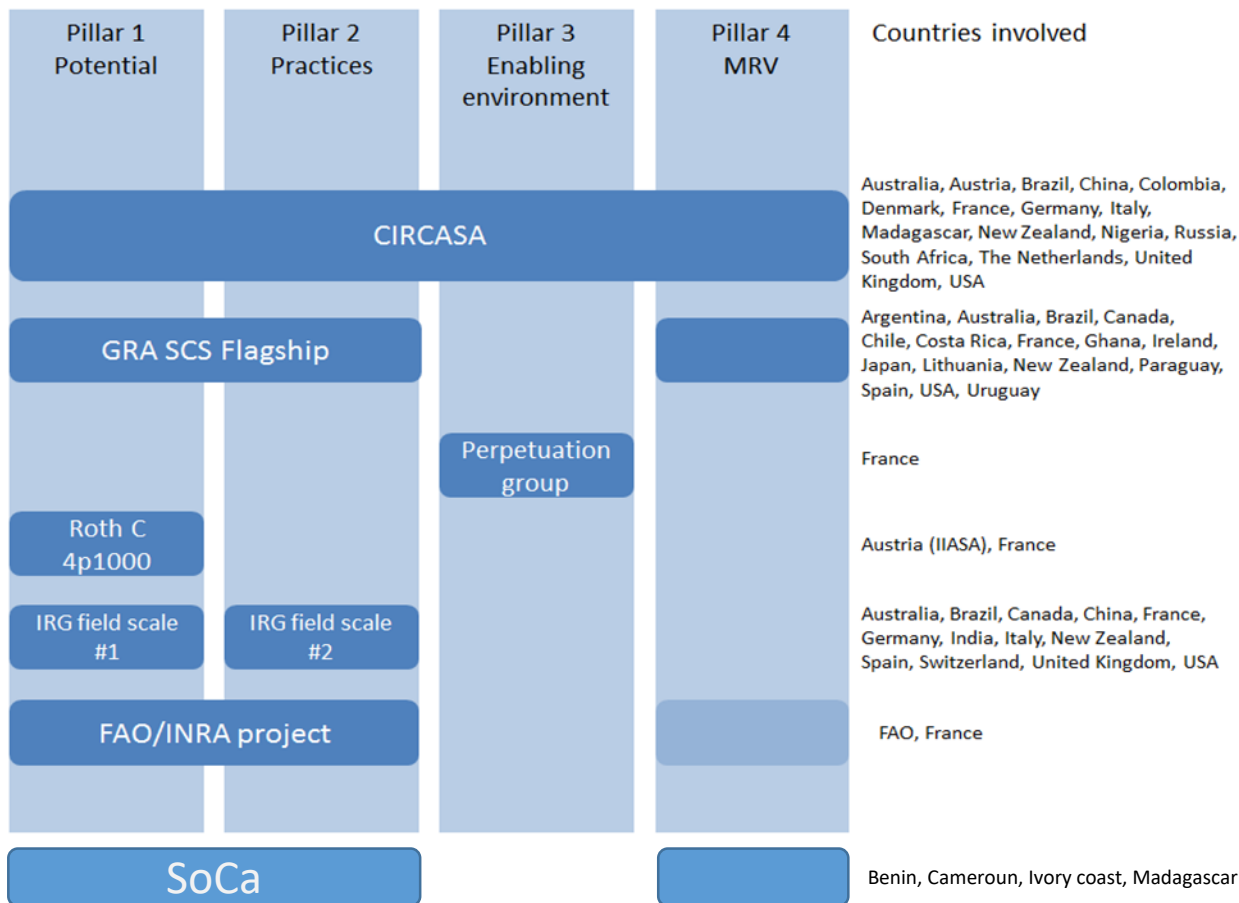 Pillar 1
Potential
Pillar 2
Practices
Pillar 3
Enabling
environment
Pillar 4
MRV
Countries involved
CIRCASA
Australia, Austria, Brazil, China, Colombia,
Denmark, France, Germany, Italy,
Madagascar, New Zealand, Nigeria, Russia,
South Africa, The Netherlands, United
Kingdom, USA
GRA SCS Flagship
Argentina, Australia, Brazil, Canada,
Chile, Costa Rica, France, Ghana, Ireland,
Japan, Lithuania, New Zealand, Paraguay,
Spain, USA, Uruguay
Perpetuation
group
France
Roth C
4p1000
Austria (IIASA), France
IRG field scale
#1
IRG field scale
#2
Australia, Brazil, Canada, China, France,
Germany, India, Italy, New Zealand,
Spain, Switzerland, United Kingdom, USA
FAO/INRA project
FAO, France
SoCa
Benin, Cameroun, Ivory coast, Madagascar